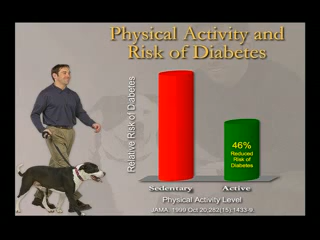 Physical Activity and
Risk of Diabetes
Relative Risk of Diabetes
46%
Reduced
Risk of
Diabetes
Sedentary
Active
Physical Activity Level
JAMA. 1999 Oct 20;282(15):1433-9.